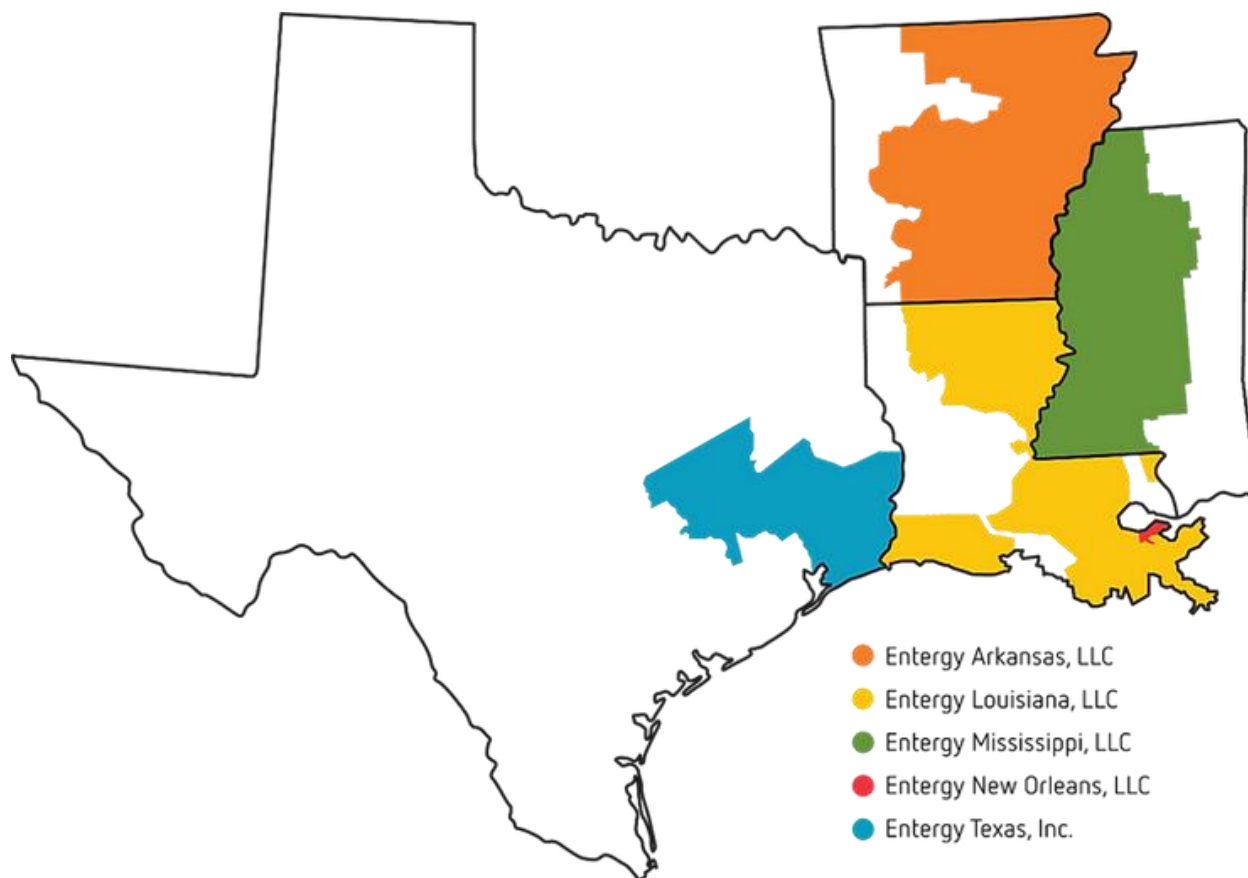 Entergy Arkansas, LLC
Entergy Louisiana, LLC
Entergy Mississippi, LLC
Entergy New Orleans, LLC
Entergy Texas, Inc.